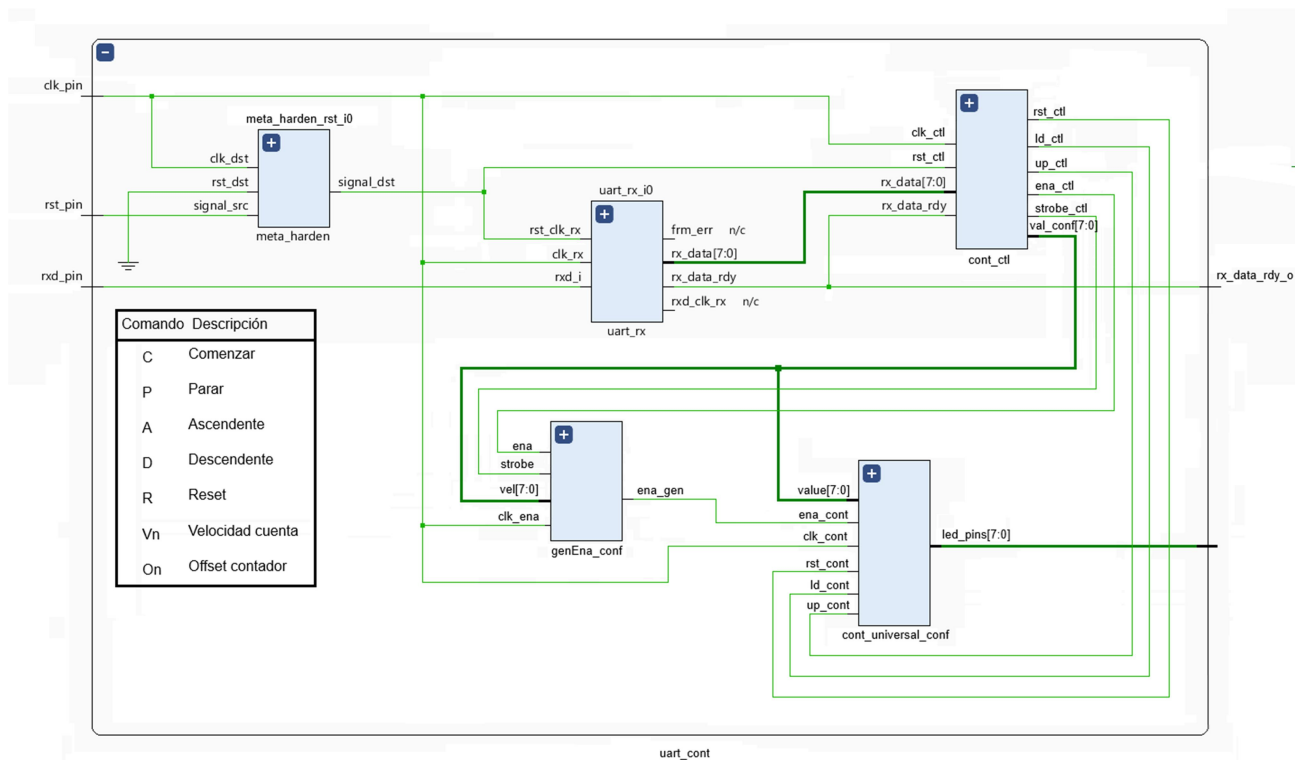 clk_pin
rst_pin
rxd_pin
meta_harden_rst_i0
clk_dst
rst_dst
signal_src
signal_dst
meta_harden
uart_rx_i0
rst_clk_rx
clk_rx
rxd_i
frm_err n/c
rx_data[7:0]
rx_data_rdy
rxd_clk_rx n/c
uart_rx
clk_ctl
rst_ctl
rx_data[7:0]
rx_data_rdy
rst_ctl
ld_ctl
up_ctl
ena_ctl
strobe_ctl
val_conf[7:0]
cont_ctl
rx_data_rdy_o
Comando Descripción
C Comenzar
P Parar
A Ascendente
D Descendente
R Reset
Vn Velocidad cuenta
On Offset contador
ena
strobe
vel[7:0]
clk_ena
ena_gen
genEna_conf
value[7:0]
ena_cont
clk_cont
rst_cont
ld_cont
up_cont
led_pins[7:0]
cont_universal_conf
uart_cont